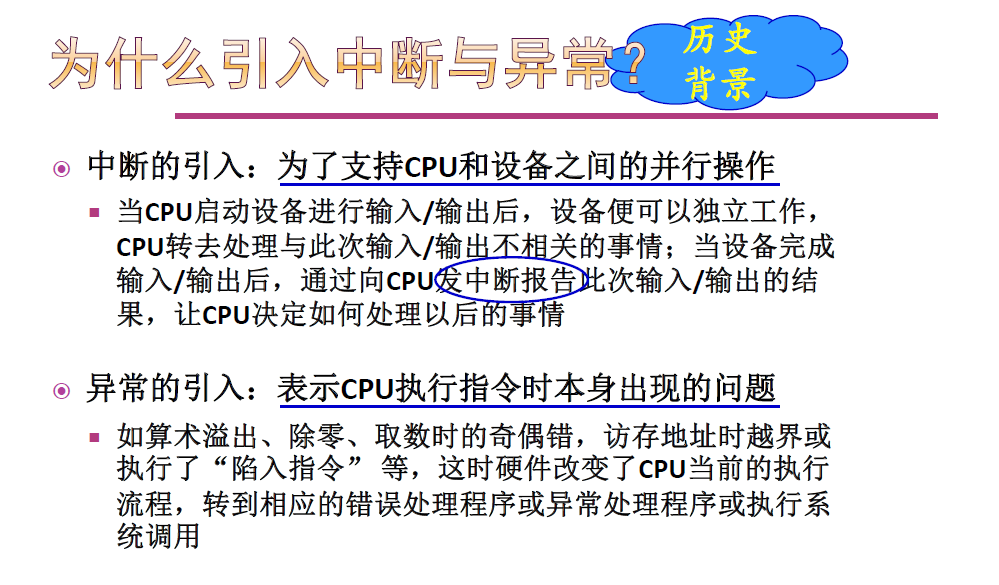 为什么引入中断与异常？
历史
背景
中断的引入：为了支持CPU和设备之间的并行操作
当CPU启动设备进行输入/输出后，设备便可以独立工作，
CPU转去处理与此次输入/输出不相关的事情；当设备完成
输入/输出后，通过向CPU发中断报告此次输入/输出的结
果，让CPU决定如何处理以后的事情
异常的引入：表示CPU执行指令时本身出现的问题
如算术溢出、除零、取数时的奇偶错，访存地址时越界或
执行了“陷入指令” 等，这时硬件改变了CPU当前的执行
流程，转到相应的错误处理程序或异常处理程序或执行系
统调用